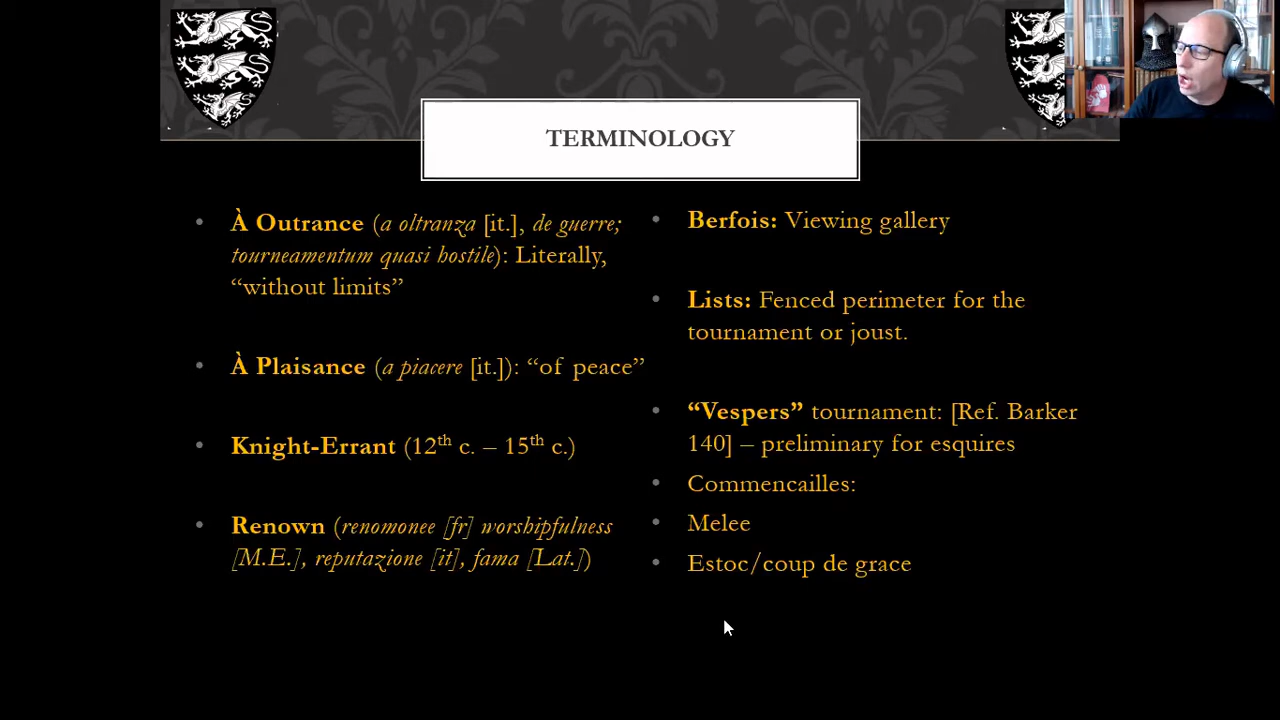 TERMINOLOGY
• À Outrance (a oltranza [it.], de guerre;
tourneamentum quasi hostile): Literally,
“without limits”
• À Plaisance (a piacere [it.]): “of peace”
• Knight-Errant (12th c. – 15th c.)
• Renown (renomonee [fr] worshipfulness
[M.E.], reputazione [it], fama [Lat.])
• Berfois: Viewing gallery
• Lists: Fenced perimeter for the
tournament or joust.
• “Vespers” tournament: [Ref. Barker
140] – preliminary for esquires
• Commencailles:
• Melee
• Estoc/coup de grace